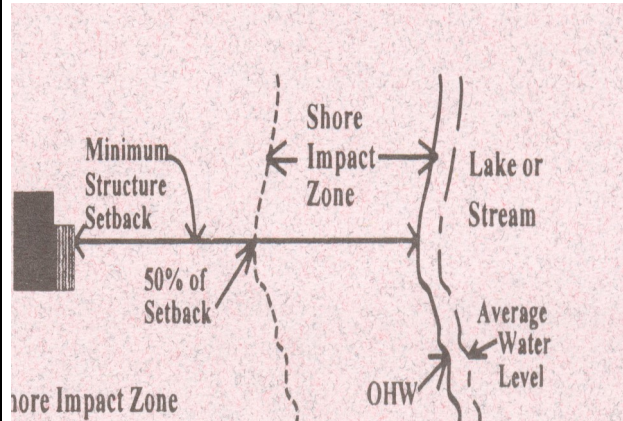 Shore
Impact
Zone
Minimum
Structure
Setback
Lake or
Stream
50% of
Setback
Average
Water
Level
OHW
hore Impact Zone